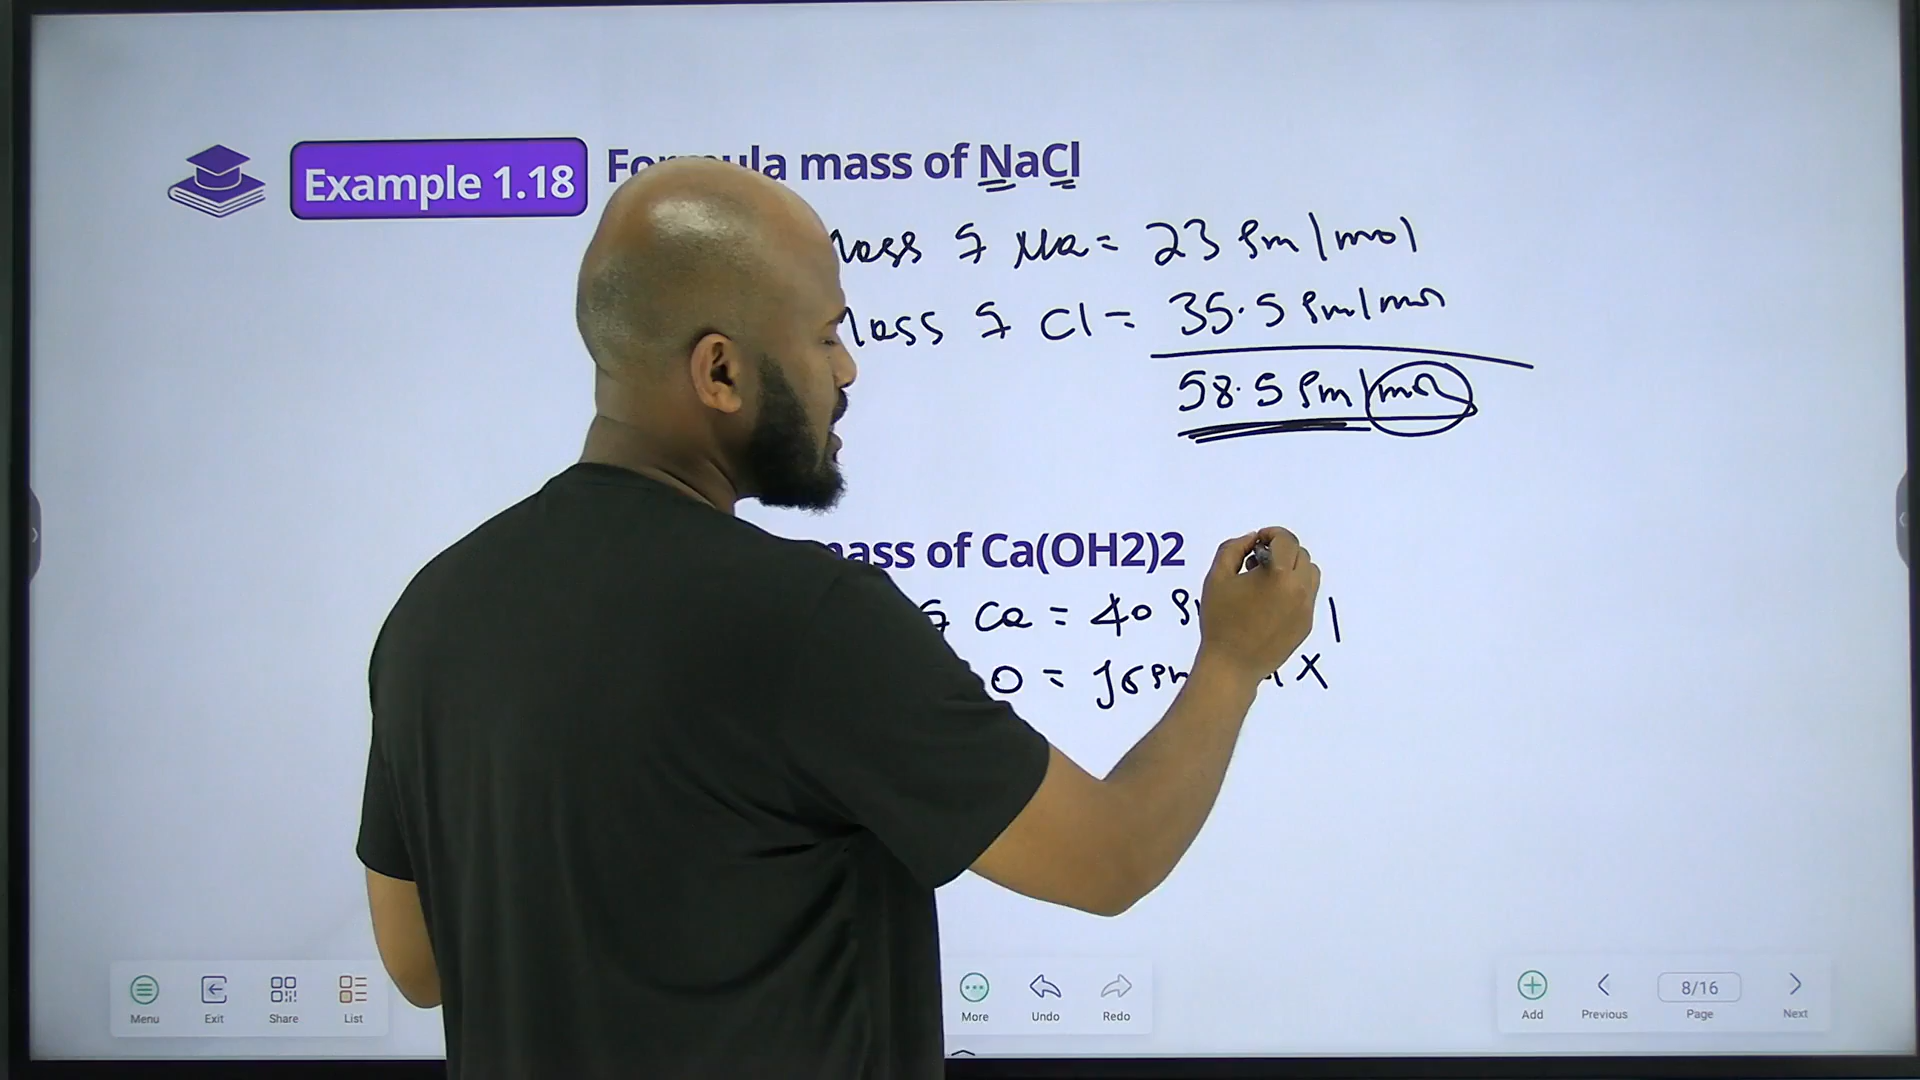 Example 1.18
Formula mass of NaCl
Mass of Na = 23 gm/mol
Mass of Cl = 35.5 gm/mol
58.5 gm/mol
mass of Ca(OH2)2
of Ca = 40
O = 16 gm X
Menu
Exit
Share
List
More
Undo
Redo
Add
Previous
8/16
Page
Next